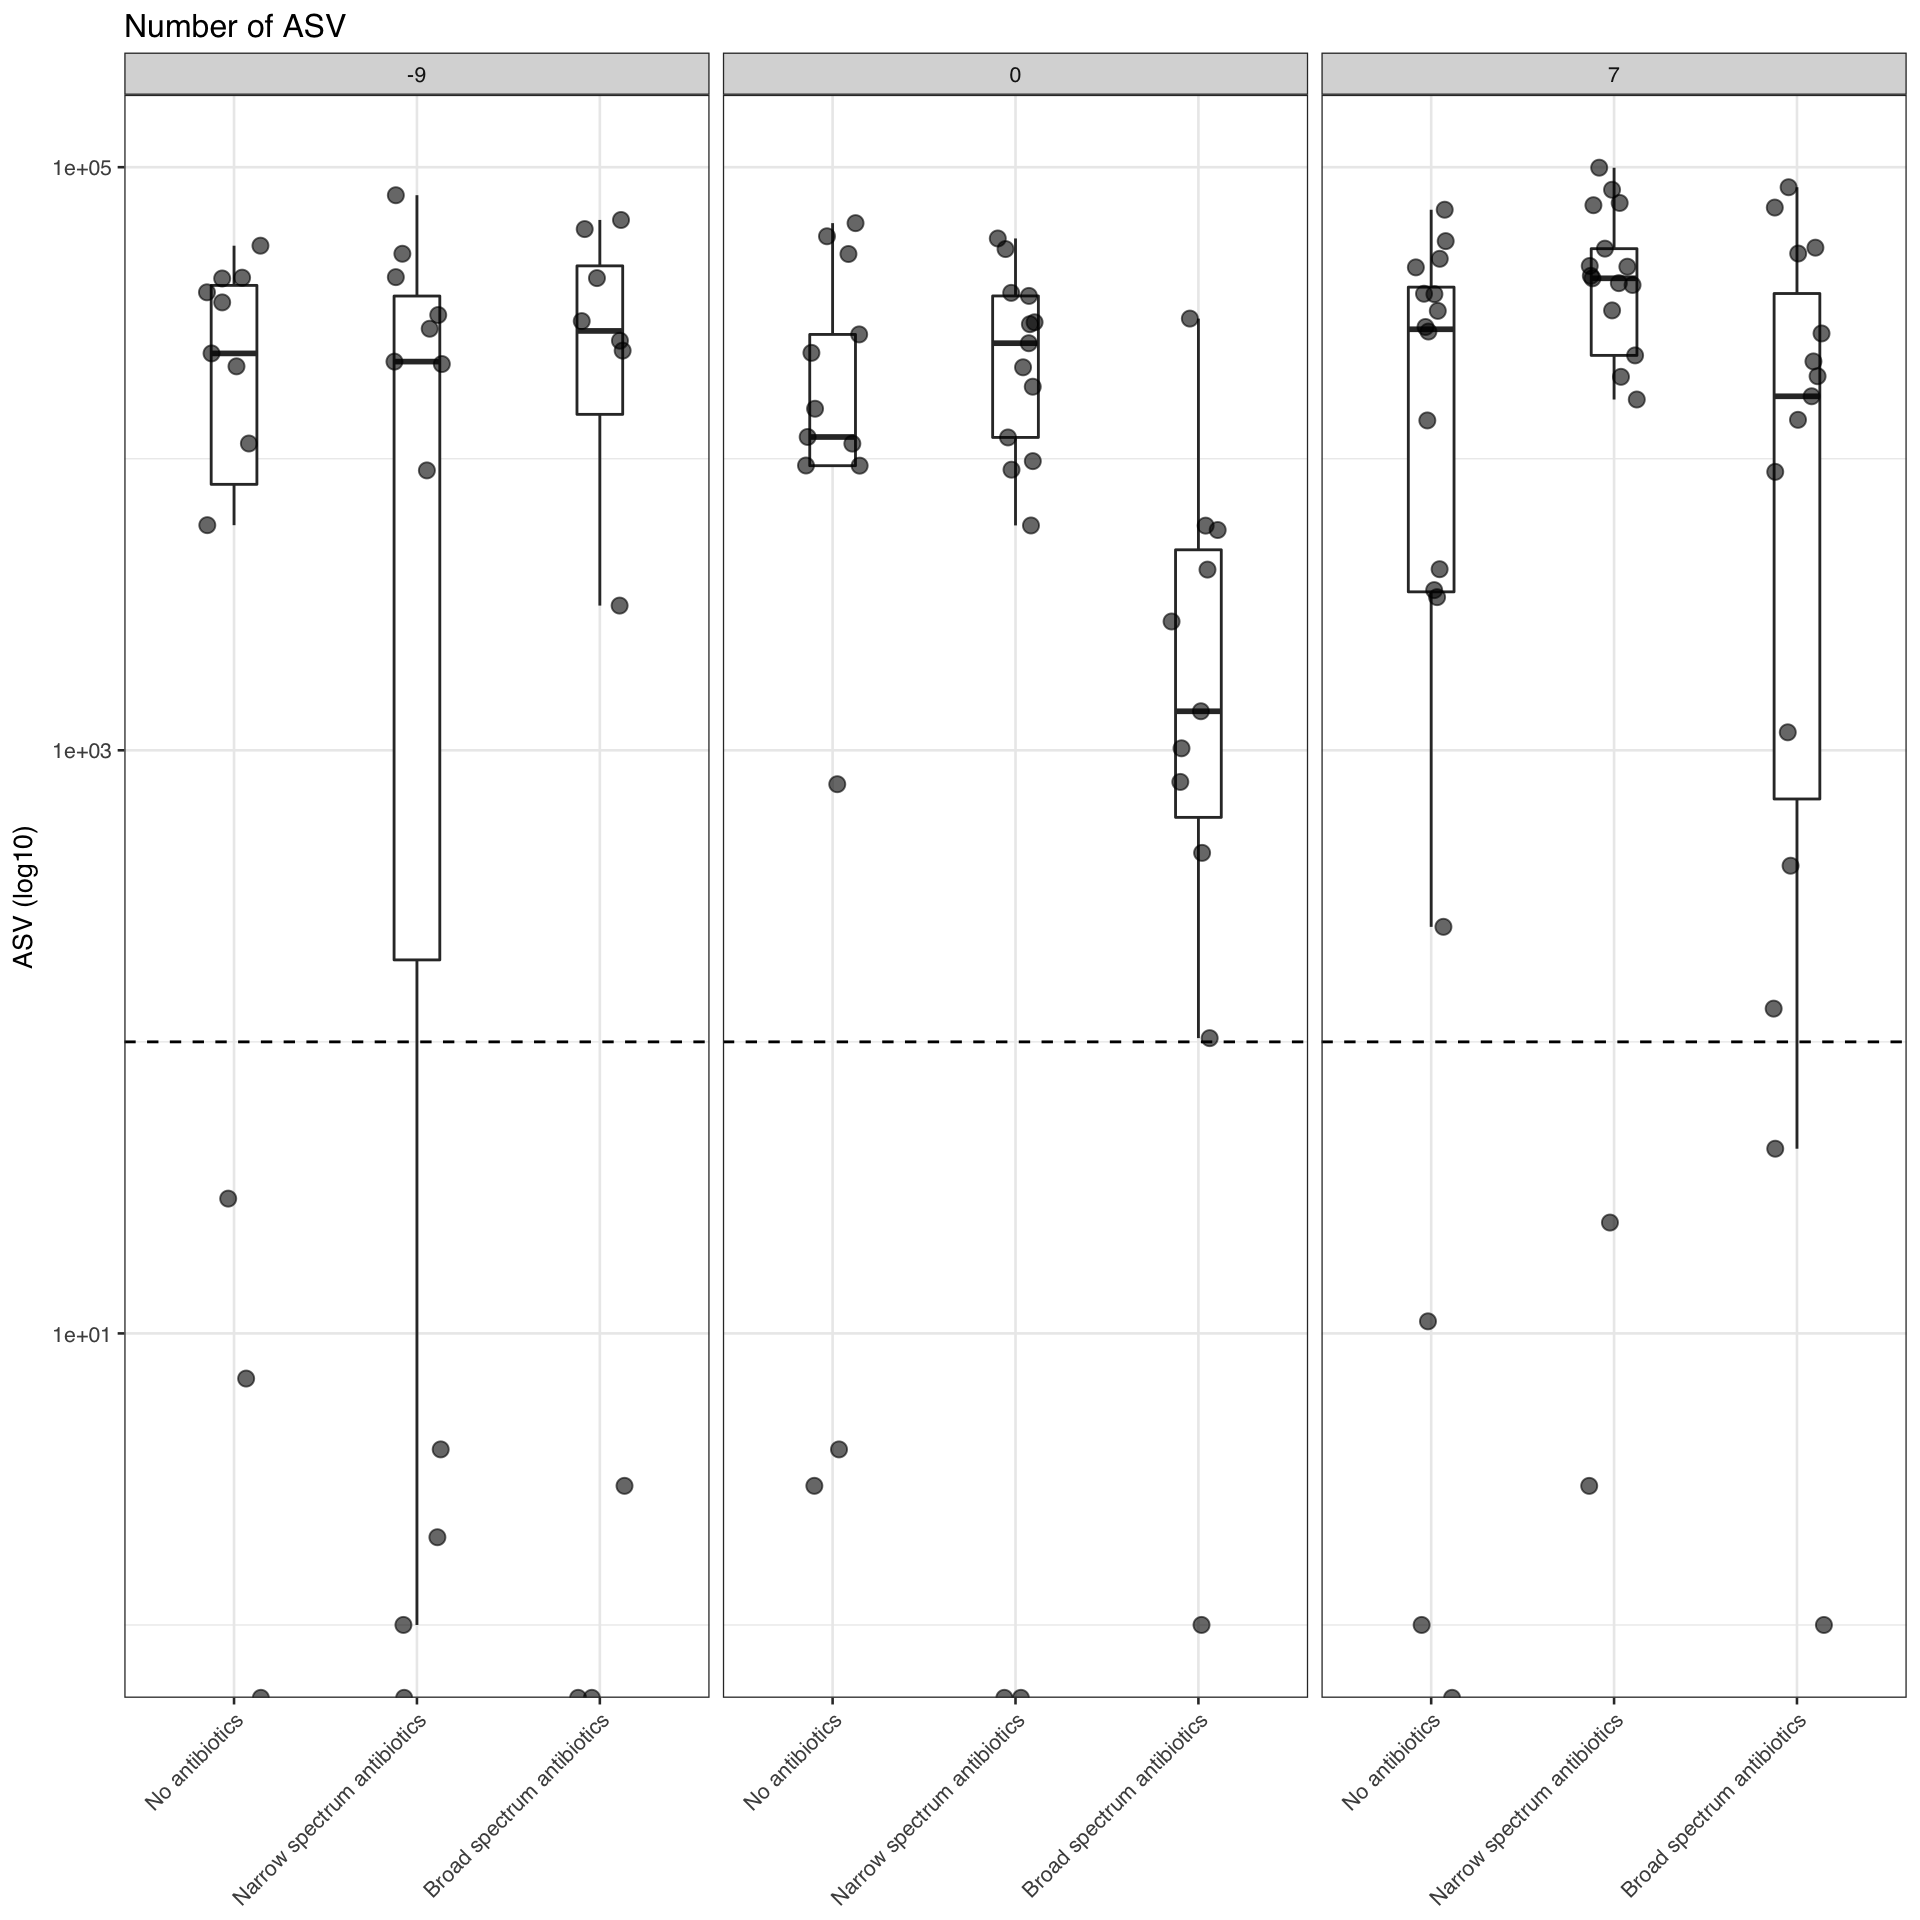 Number of ASV
-9
0
7
ASV (log10)
1e+05
1e+03
1e+01
No antibiotics
Narrow spectrum antibiotics
Broad spectrum antibiotics
No antibiotics
Narrow spectrum antibiotics
Broad spectrum antibiotics
No antibiotics
Narrow spectrum antibiotics
Broad spectrum antibiotics